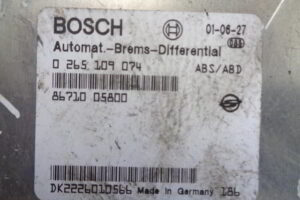 BOSCH 01-06-27
Automat.-Brems-Differential
0 265 109 074 ABS/ABD
86710 05800
DK2226010566 Made in Germany 186